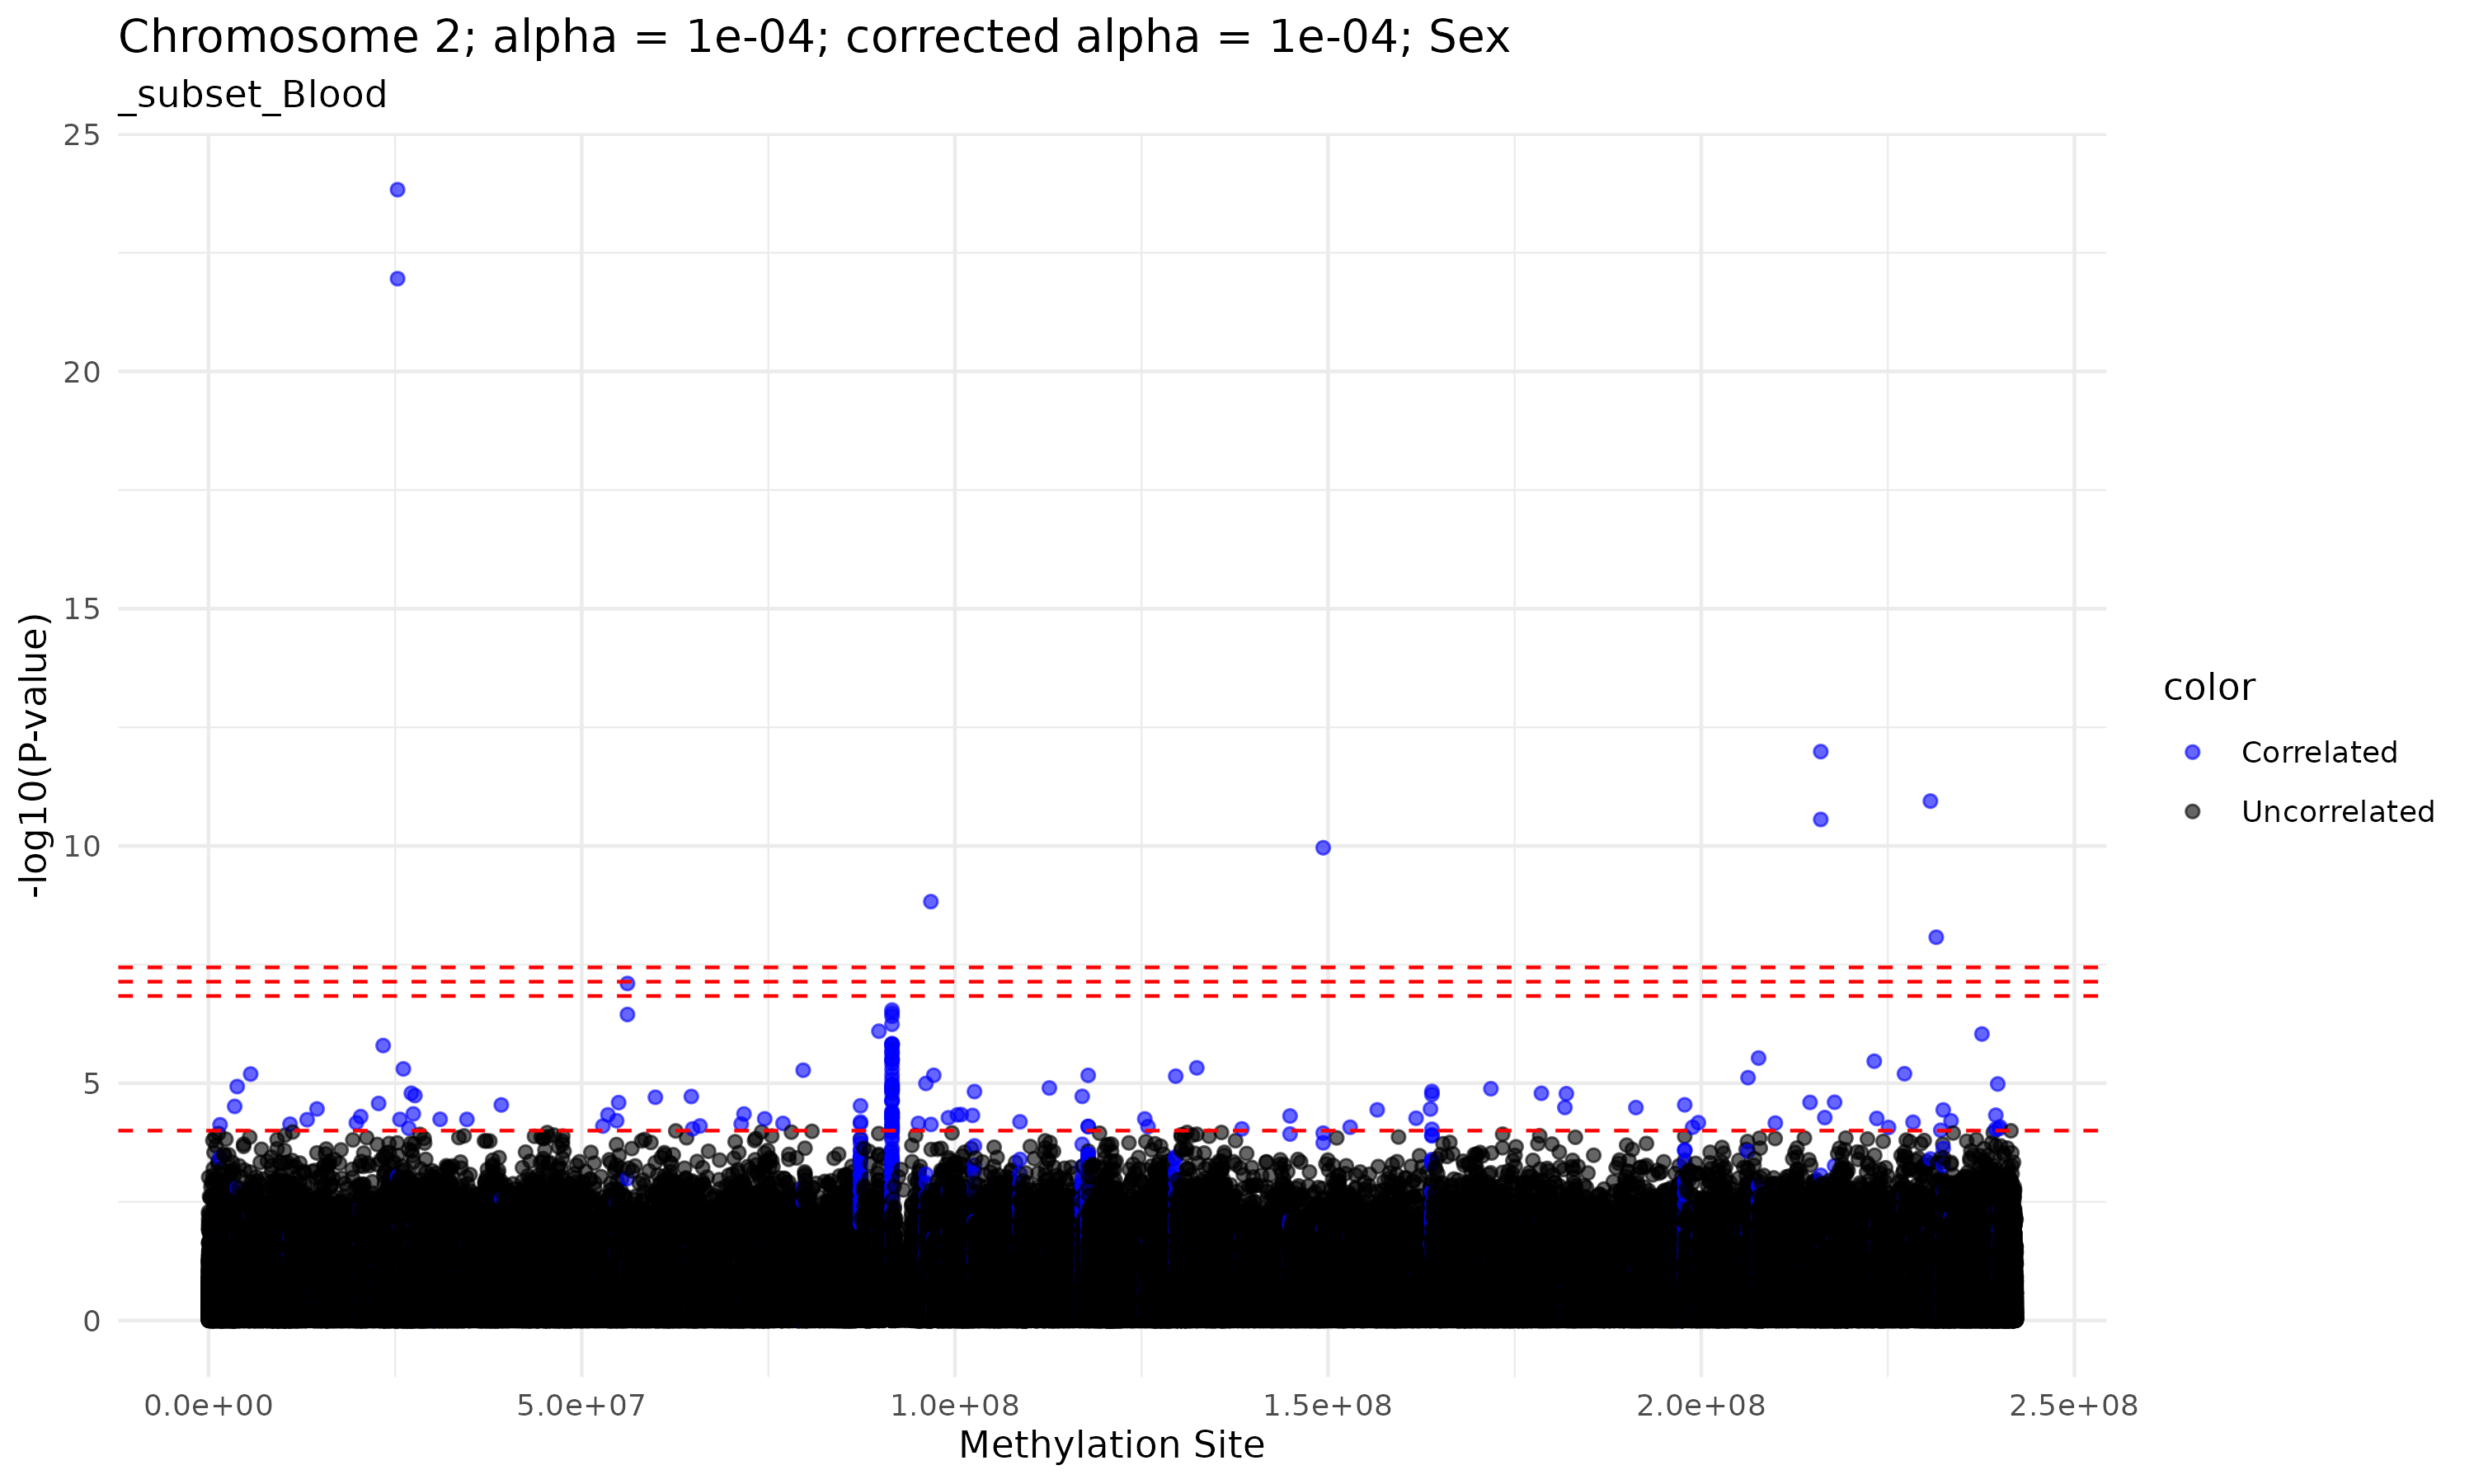 Chromosome 2; alpha = 1e-04; corrected alpha = 1e-04; Sex
_subset_Blood
25
20
15
10
5
0
-log10(P-value)
0.0e+00
5.0e+07
1.0e+08
1.5e+08
2.0e+08
2.5e+08
Methylation Site
color
Correlated
Uncorrelated